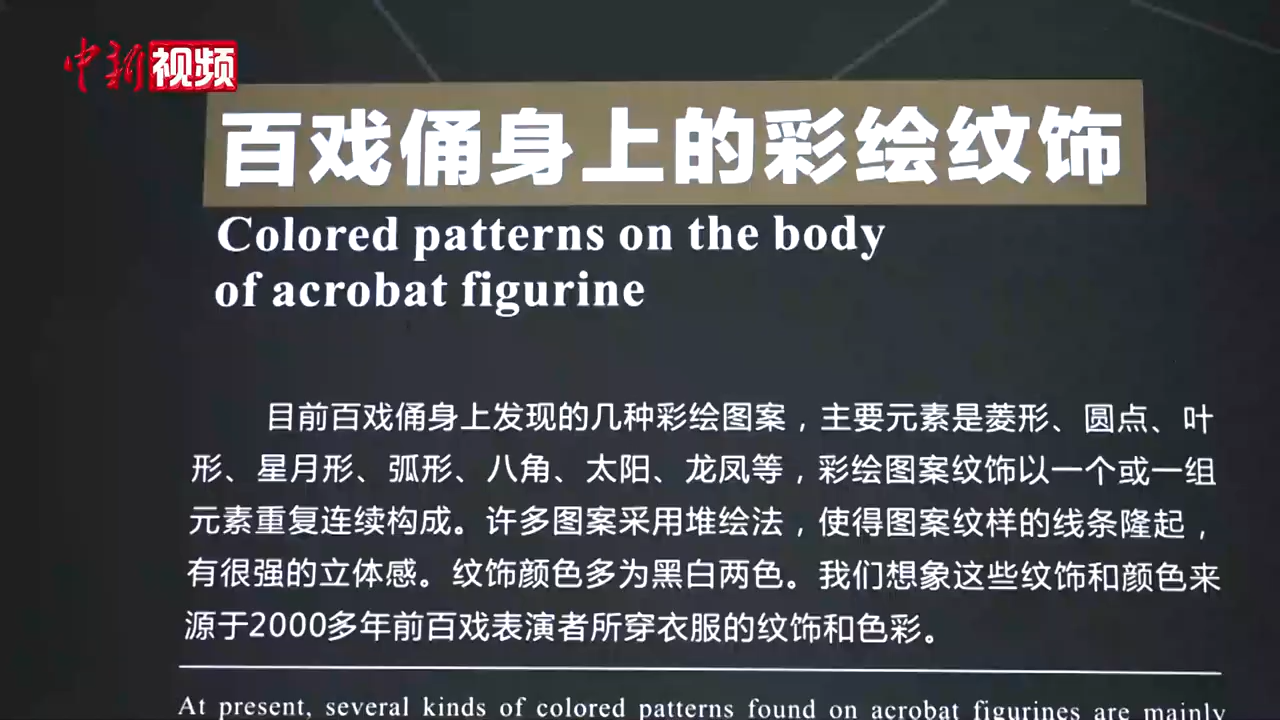 中新视频
百戏俑身上的彩绘纹饰
Colored patterns on the body
of acrobat figurine
目前百戏俑身上发现的几种彩绘图案，主要元素是菱形、圆点、叶
形、星月形、弧形、八角、太阳、龙凤等，彩绘图案纹饰以一个或一组
元素重复连续构成。许多图案采用堆绘法，使得图案纹样的线条隆起，
有很强的立体感。纹饰颜色多为黑白两色。我们想象这些纹饰和颜色来
源于2000多年前百戏表演者所穿衣服的纹饰和色彩。
At present, several kinds of colored patterns found on acrobat figurines are mainly